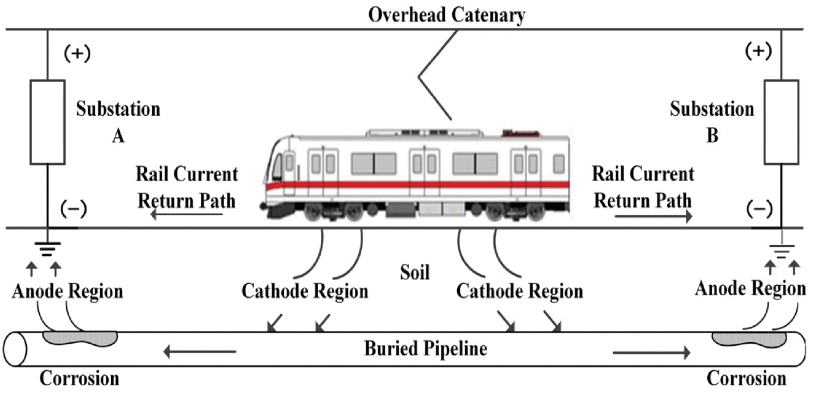 Overhead Catenary
(+)
(+)
Substation
A
Substation
B
Rail Current
Return Path
Rail Current
Return Path
(-)
(-)
Soil
Anode Region
Cathode Region
Cathode Region
Anode Region
Buried Pipeline
Corrosion
Corrosion